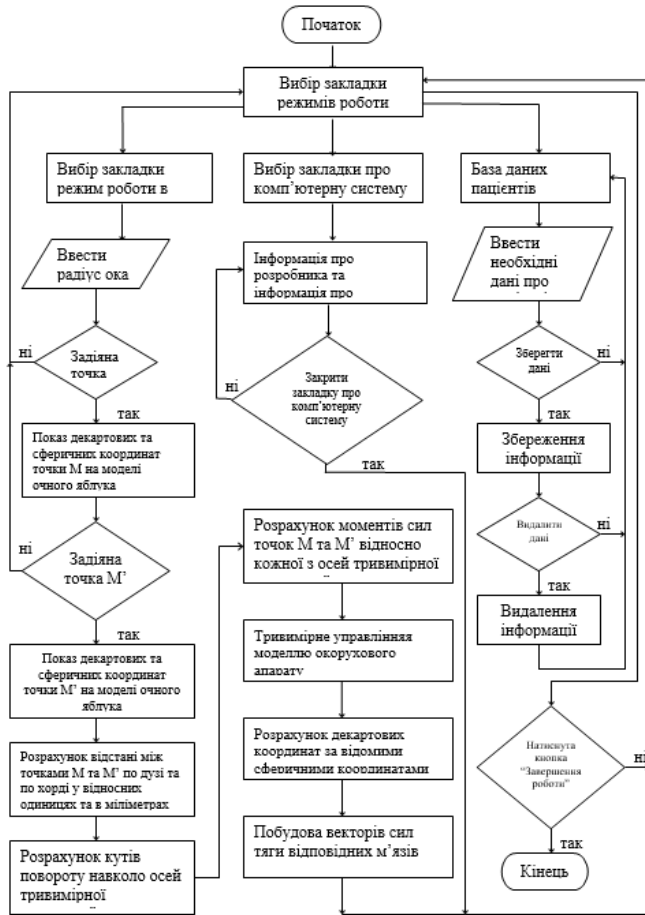 Початок
Вибір закладки
режимів роботи
Вибір закладки
режим роботи в
Вибір закладки про
комп’ютерну систему
База даних
пацієнтів
Ввести
радіус ока
Інформація про
розробника та
інформація про
Ввести
необхідні
дані про
ні
Задіяна
точка
так
ні
Закрити
закладку про
комп’ютерну
систему
так
Зберегти
дані
ні
так
Показ декартових та
сферичних координат
точки М на моделі
очного яблука
Збереження
інформації
ні
Задіяна
точка М’
так
Розрахунок моментів сил
точок М та М’ відносно
кожної з осей тривимірної
Видалити
дані
ні
так
Видалення
інформації
Показ декартових та
сферичних координат
точки М’ на моделі очного
яблука
Тривимірне управлінняя
моделлю окорухового
апарату
Розрахунок відстані між
точками М та М’ по дузі та
по хорді у відносних
одиницях та в міліметрах
Розрахунок декартових
координат за відомими
сферичними координатами
Натиснута
кнопка
“Завершення
роботи”
ні
так
Розрахунок кутів
повороту навколо осей
тривимірної
Побудова векторів сил
тяги відповідних м’язів
Кінець